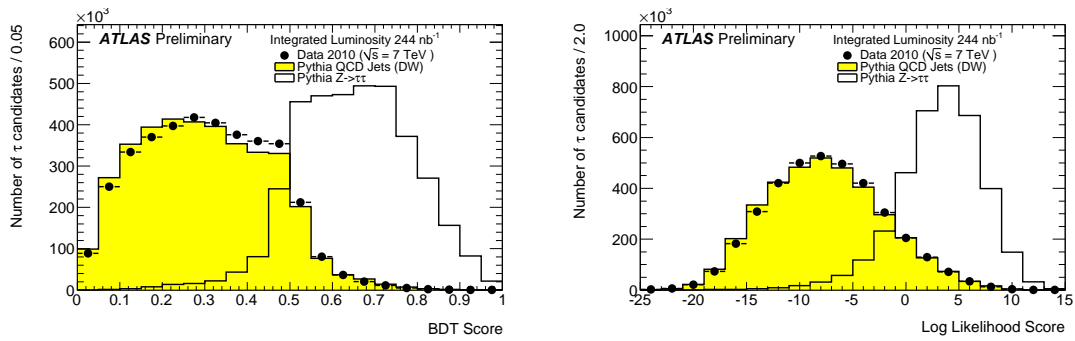 ×10³
ATLAS Preliminary
Integrated Luminosity 244 nb⁻¹
Data 2010 (√s = 7 TeV )
Pythia QCD Jets (DW)
Pythia Z->ττ
Number of τ candidates / 0.05
600
500
400
300
200
100
0
0 0.1 0.2 0.3 0.4 0.5 0.6 0.7 0.8 0.9 1
BDT Score
×10³
ATLAS Preliminary
Integrated Luminosity 244 nb⁻¹
Data 2010 (√s = 7 TeV )
Pythia QCD Jets (DW)
Pythia Z->ττ
Number of τ candidates / 2.0
1000
800
600
400
200
0
-25 -20 -15 -10 -5 0 5 10 15
Log Likelihood Score